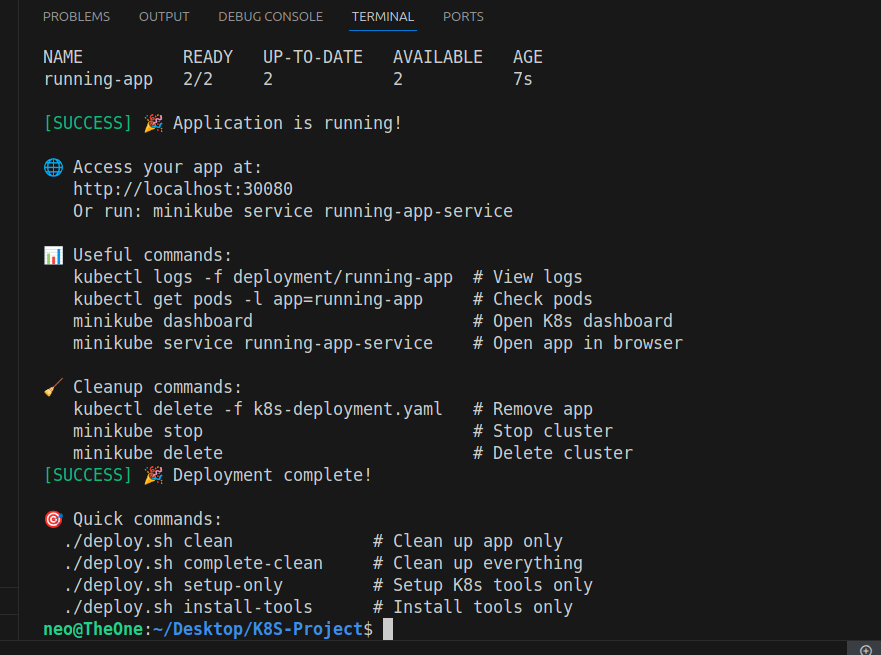 PROBLEMS OUTPUT DEBUG CONSOLE TERMINAL PORTS
NAME READY UP-TO-DATE AVAILABLE AGE
running-app 2/2 2 2 7s
[SUCCESS] 🎉 Application is running!
🌐 Access your app at:
http://localhost:30080
Or run: minikube service running-app-service
📊 Useful commands:
kubectl logs -f deployment/running-app # View logs
kubectl get pods -l app=running-app # Check pods
minikube dashboard # Open K8s dashboard
minikube service running-app-service # Open app in browser
🧹 Cleanup commands:
kubectl delete -f k8s-deployment.yaml # Remove app
minikube stop # Stop cluster
minikube delete # Delete cluster
[SUCCESS] 🎉 Deployment complete!
🎯 Quick commands:
./deploy.sh clean # Clean up app only
./deploy.sh complete-clean # Clean up everything
./deploy.sh setup-only # Setup K8s tools only
./deploy.sh install-tools # Install tools only
neo@TheOne:~/Desktop/K8S-Project$